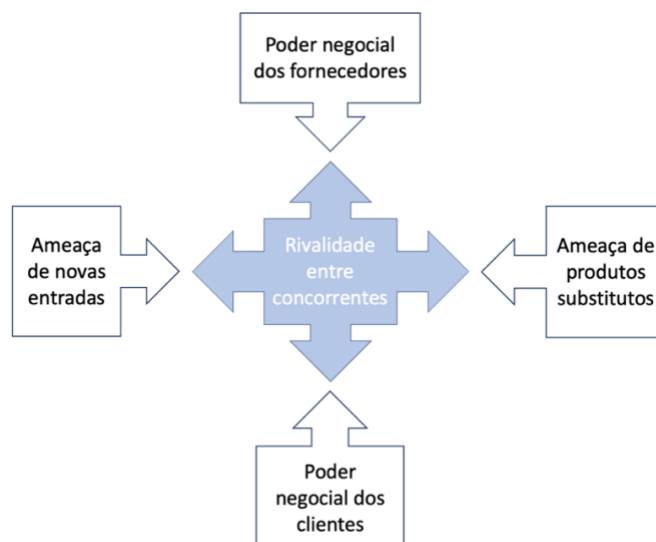 Poder negocial
dos fornecedores
Ameaça
de novas
entradas
Rivalidade
entre
concorrentes
Ameaça de
produtos
substitutos
Poder
negocial dos
clientes